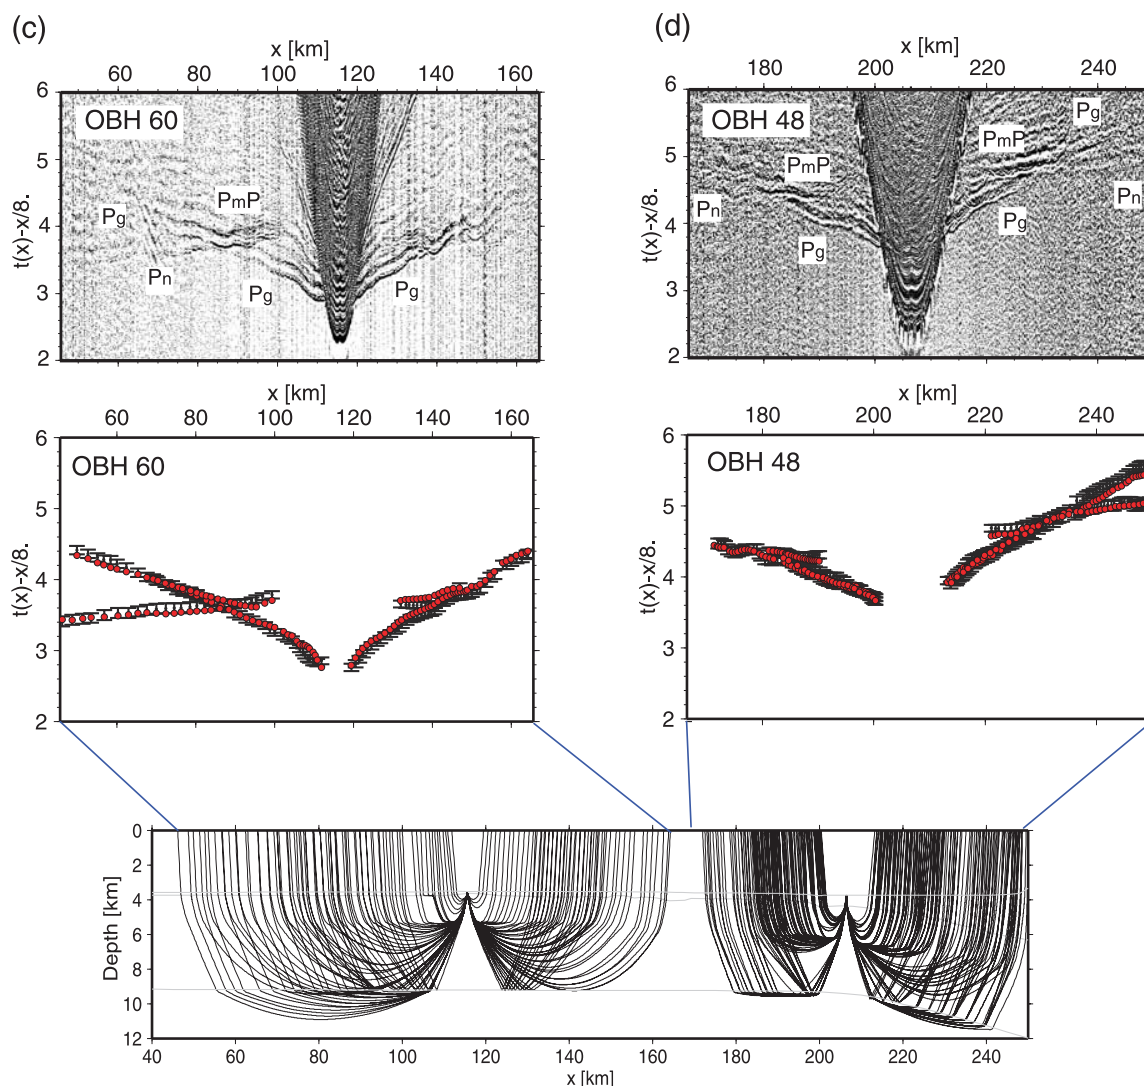 (c)
x [km]
60 80 100 120 140 160
6
5
4
3
2
t(x)-x/8.
OBH 60
PmP
Pg
Pn
Pg
Pg
(d)
x [km]
180 200 220 240
6
5
4
3
2
t(x)-x/8.
OBH 48
Pg
PmP
PmP
Pn
Pn
Pg
Pg
x [km]
60 80 100 120 140 160
6
5
4
3
2
t(x)-x/8.
OBH 60
x [km]
180 200 220 240
6
5
4
3
2
t(x)-x/8.
OBH 48
0
2
4
6
8
10
12
Depth [km]
40 60 80 100 120 140 160 180 200 220 240
x [km]